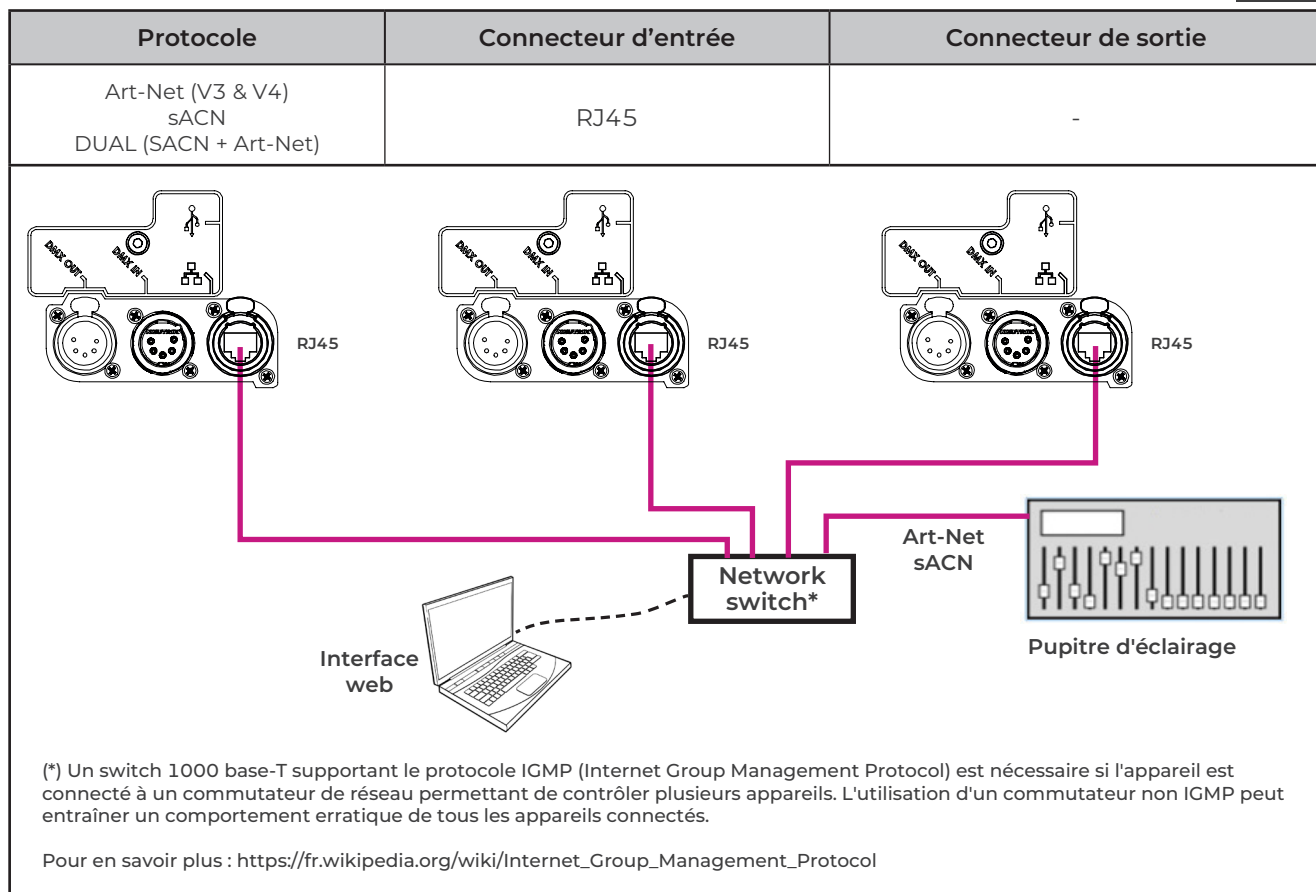 Protocole
Connecteur d'entrée
Connecteur de sortie
Art-Net (V3 & V4)
sACN
DUAL (SACN + Art-Net)
RJ45
-
DMX OUT
DMX IN
RJ45
DMX OUT
DMX IN
RJ45
DMX OUT
DMX IN
RJ45
Art-Net
sACN
Network
switch*
Interface
web
Pupitre d'éclairage
(*) Un switch 1000 base-T supportant le protocole IGMP (Internet Group Management Protocol) est nécessaire si l'appareil est
connecté à un commutateur de réseau permettant de contrôler plusieurs appareils. L'utilisation d'un commutateur non IGMP peut
entraîner un comportement erratique de tous les appareils connectés.
Pour en savoir plus : https://fr.wikipedia.org/wiki/Internet_Group_Management_Protocol